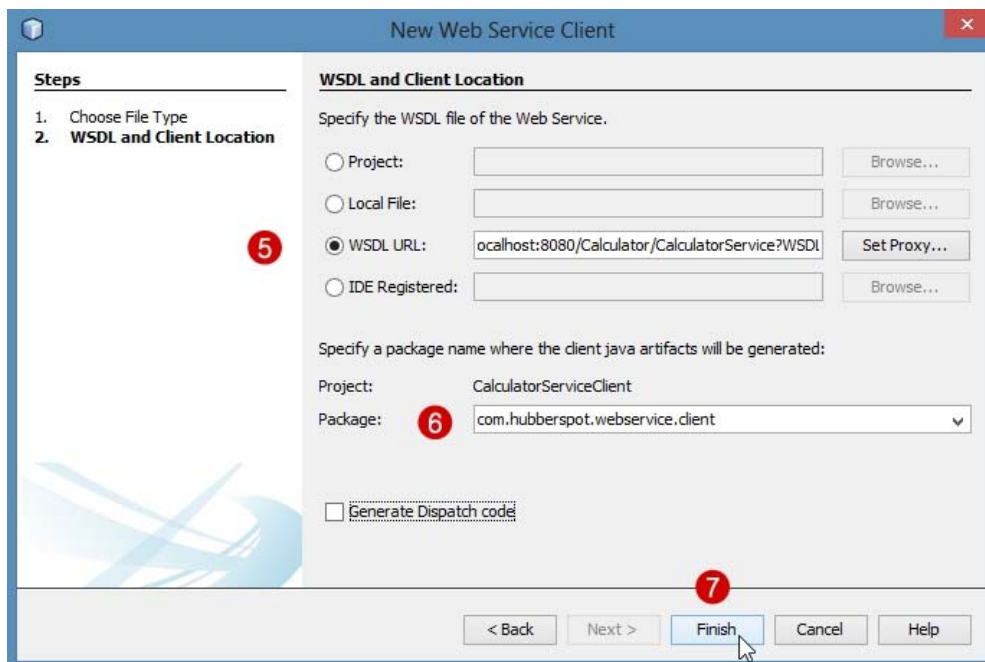 New Web Service Client
Steps
1. Choose File Type
2. WSDL and Client Location
WSDL and Client Location
Specify the WSDL file of the Web Service.
Project: Browse...
Local File: Browse...
5 WSDL URL: ocalhost:8080/Calculator/CalculatorService?WSDL Set Proxy...
IDE Registered: Browse...
Specify a package name where the client java artifacts will be generated:
Project: CalculatorServiceClient
Package: 6 com.hubberspot.webservice.client
Generate Dispatch code
7
< Back Next > Finish Cancel Help